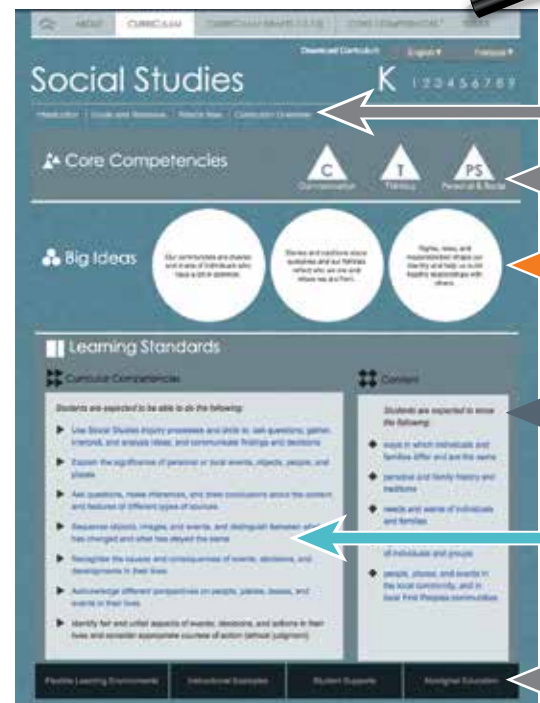 ABOUT CURRICULUM
Download Curriculum English Français
Social Studies K 1 2 3 4 5 6 7 8 9
Introduction Goals and Rationale What's New Curriculum Overview
Core Competencies C T PS
Communication Thinking Personal & Social
Big Ideas
Our communities are diverse
and made of individuals who
have a lot in common.
Stories and traditions about
ourselves and our families
reflect who we are and
where we are from.
Rights, roles, and
responsibilities shape our
identity and help us build
healthy relationships with
others.
Learning Standards
Curricular Competencies
Students are expected to be able to do the following:
Use Social Studies inquiry processes and skills to: ask questions, gather,
interpret, and analyze ideas, and communicate findings and decisions
Explain the significance of personal or local events, objects, people, and
places
Ask questions, make inferences, and draw conclusions about the content
and features of different types of sources
Sequence objects, images, and events, and distinguish between
has changed and what has stayed the same
Recognize the causes and consequences of events, decisions, and
developments in their lives
Acknowledge different perspectives on people, places, issues, and
events in their lives
Identify fair and unfair aspects of events, decisions, and actions in their
lives and consider appropriate courses of action (ethical judgment)
Content
Students are expected to know
the following:
ways in which individuals and
families differ and are the same
personal and family history and
traditions
needs and wants of individuals
and families
of individuals and groups
people, places, and events in
the local community, and in
local First Peoples communities
Flexible Learning Environments Instructional Examples Student Supports Aboriginal Education